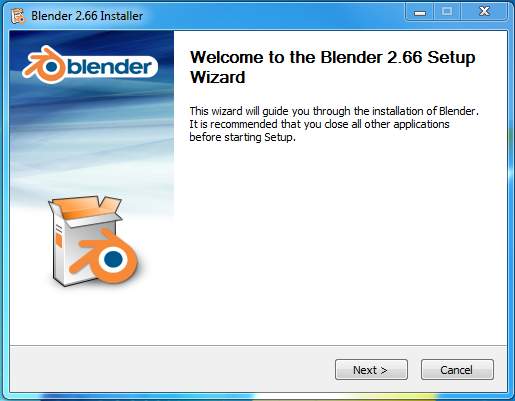 Blender 2.66 Installer
blender
Welcome to the Blender 2.66 Setup
Wizard
This wizard will guide you through the installation of Blender.
It is recommended that you close all other applications
before starting Setup.
Next >
Cancel